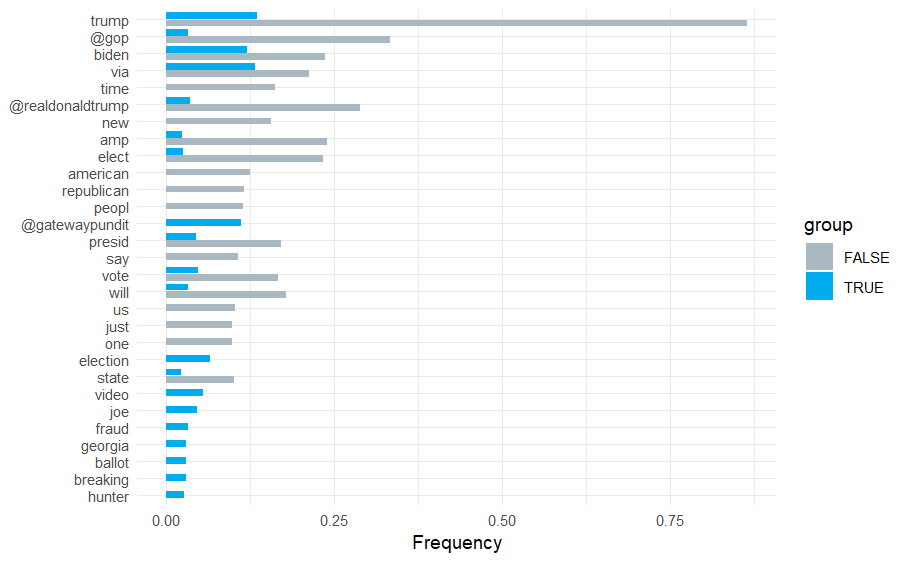 trump
@gop
biden
via
time
@realdonaldtrump
new
amp
elect
american
republican
peopl
@gatewaypundit
presid
say
vote
will
us
just
one
election
state
video
joe
fraud
georgia
ballot
breaking
hunter
0.00 0.25 0.50 0.75
Frequency
group
FALSE
TRUE